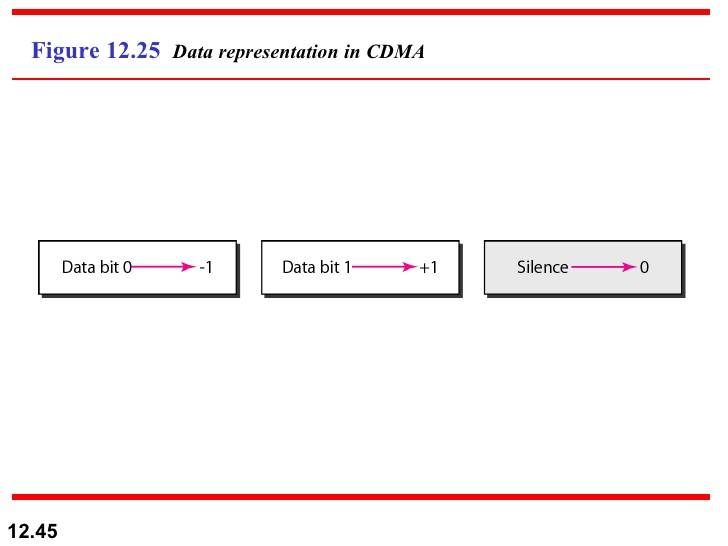 Figure 12.25 Data representation in CDMA
Data bit 0 -1
Data bit 1 +1
Silence 0
12.45